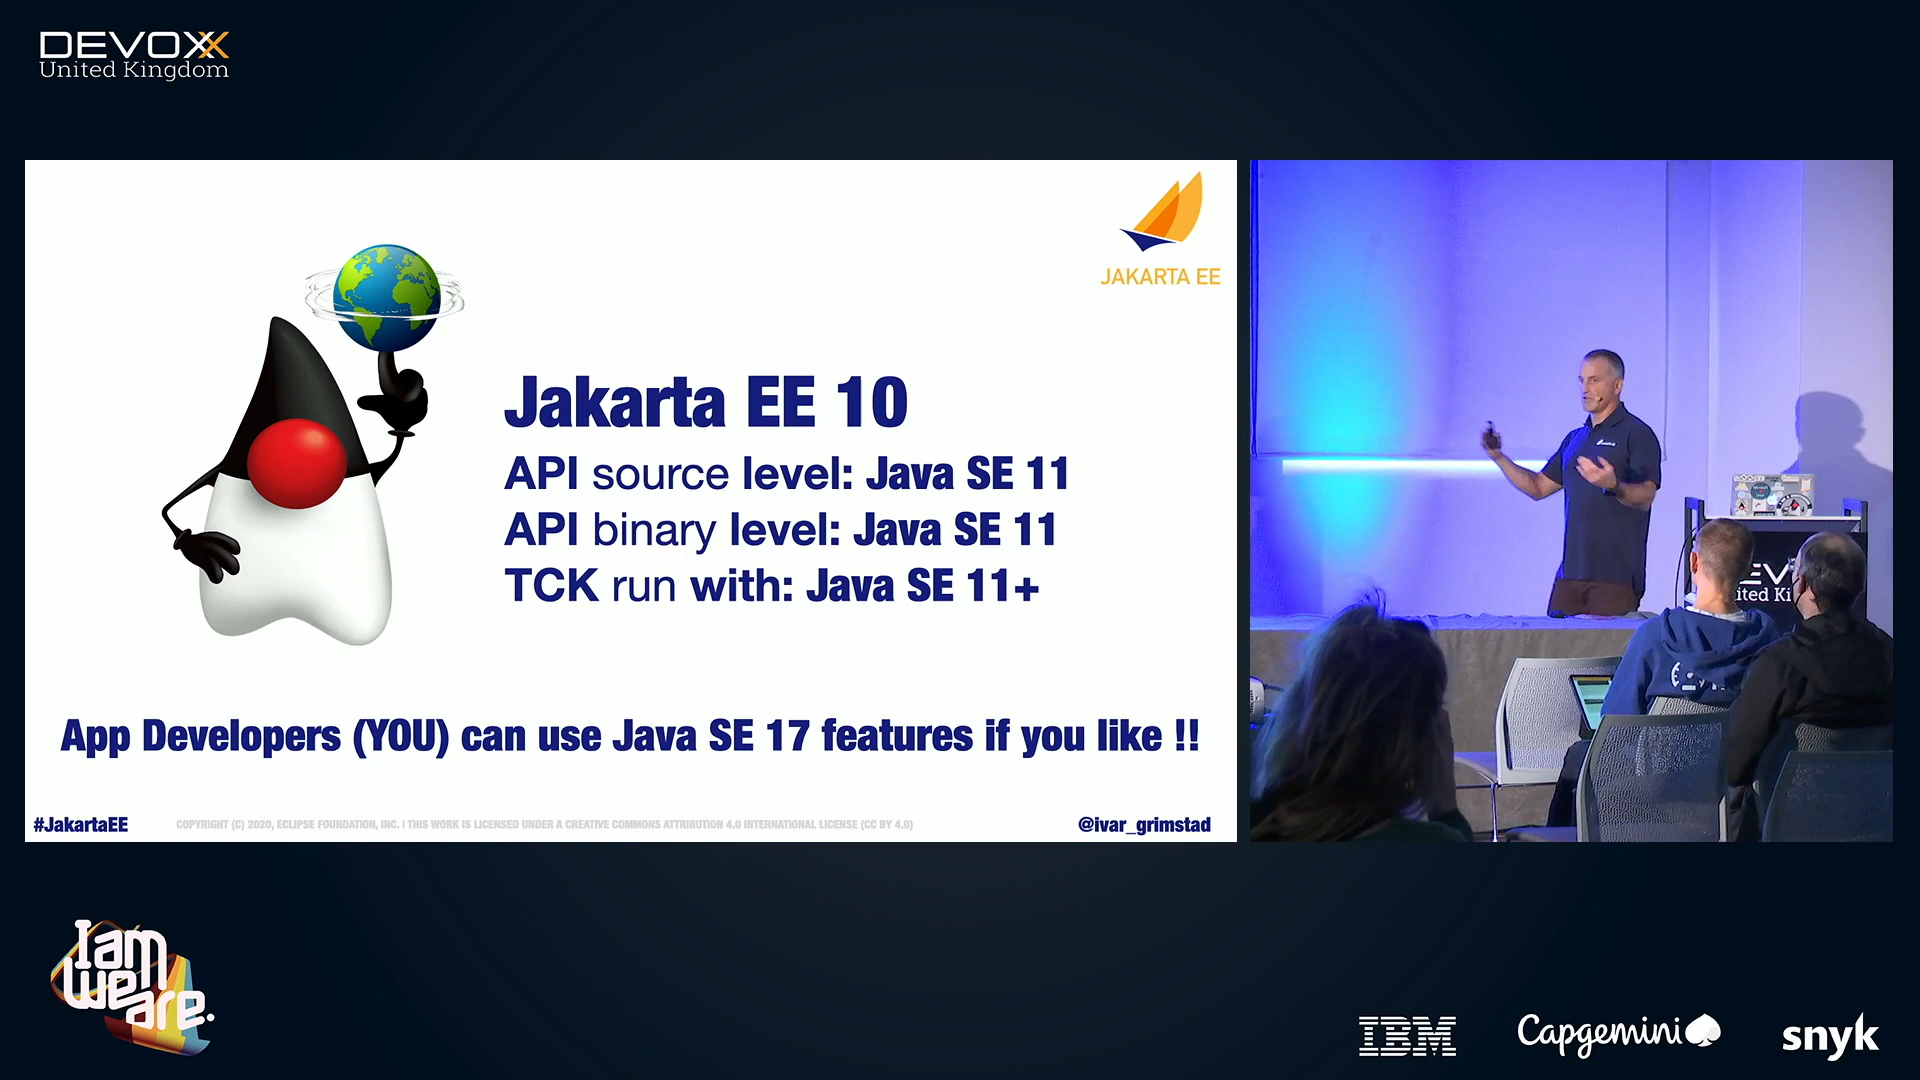 DEVOXX
United Kingdom
JAKARTA EE
Jakarta EE 10
API source level: Java SE 11
API binary level: Java SE 11
TCK run with: Java SE 11+
App Developers (YOU) can use Java SE 17 features if you like !!
#JakartaEE
COPYRIGHT (C) 2020, ECLIPSE FOUNDATION, INC. | THIS WORK IS LICENSED UNDER A CREATIVE COMMONS ATTRIBUTION 4.0 INTERNATIONAL LICENSE (CC BY 4.0)
@ivar_grimstad
I am
we
are.
IBM
Capgemini
snyk